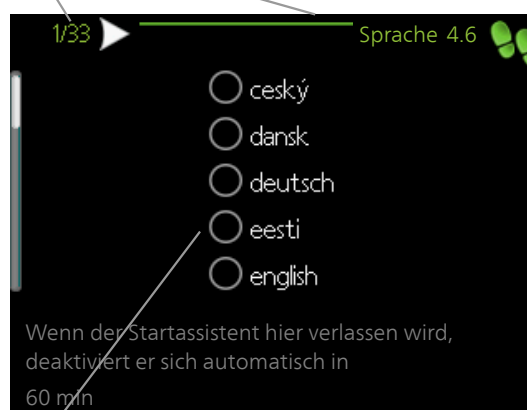 1/33 Sprache 4.6
ceský
dansk
deutsch
eesti
english
Wenn der Startassistent hier verlassen wird,
deaktiviert er sich automatisch in
60 min